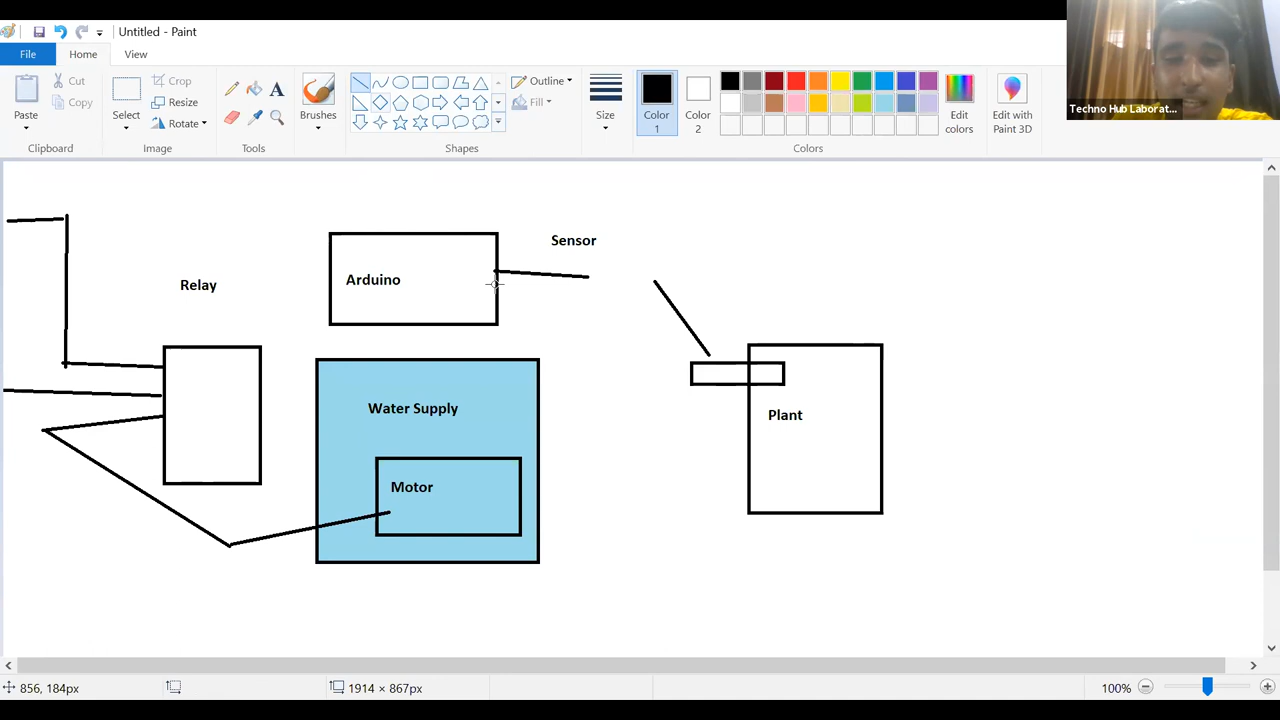 Untitled - Paint
File
Home
View
Paste
Cut
Copy
Clipboard
Select
Crop
Resize
Rotate
Image
Tools
Brushes
Shapes
Outline
Fill
Size
Color
1
Color
2
Edit
colors
Edit with
Paint 3D
Colors
Techno Hub Laborat...
Sensor
Arduino
Relay
Water Supply
Plant
Motor
856, 184px
1914 × 867px
100%